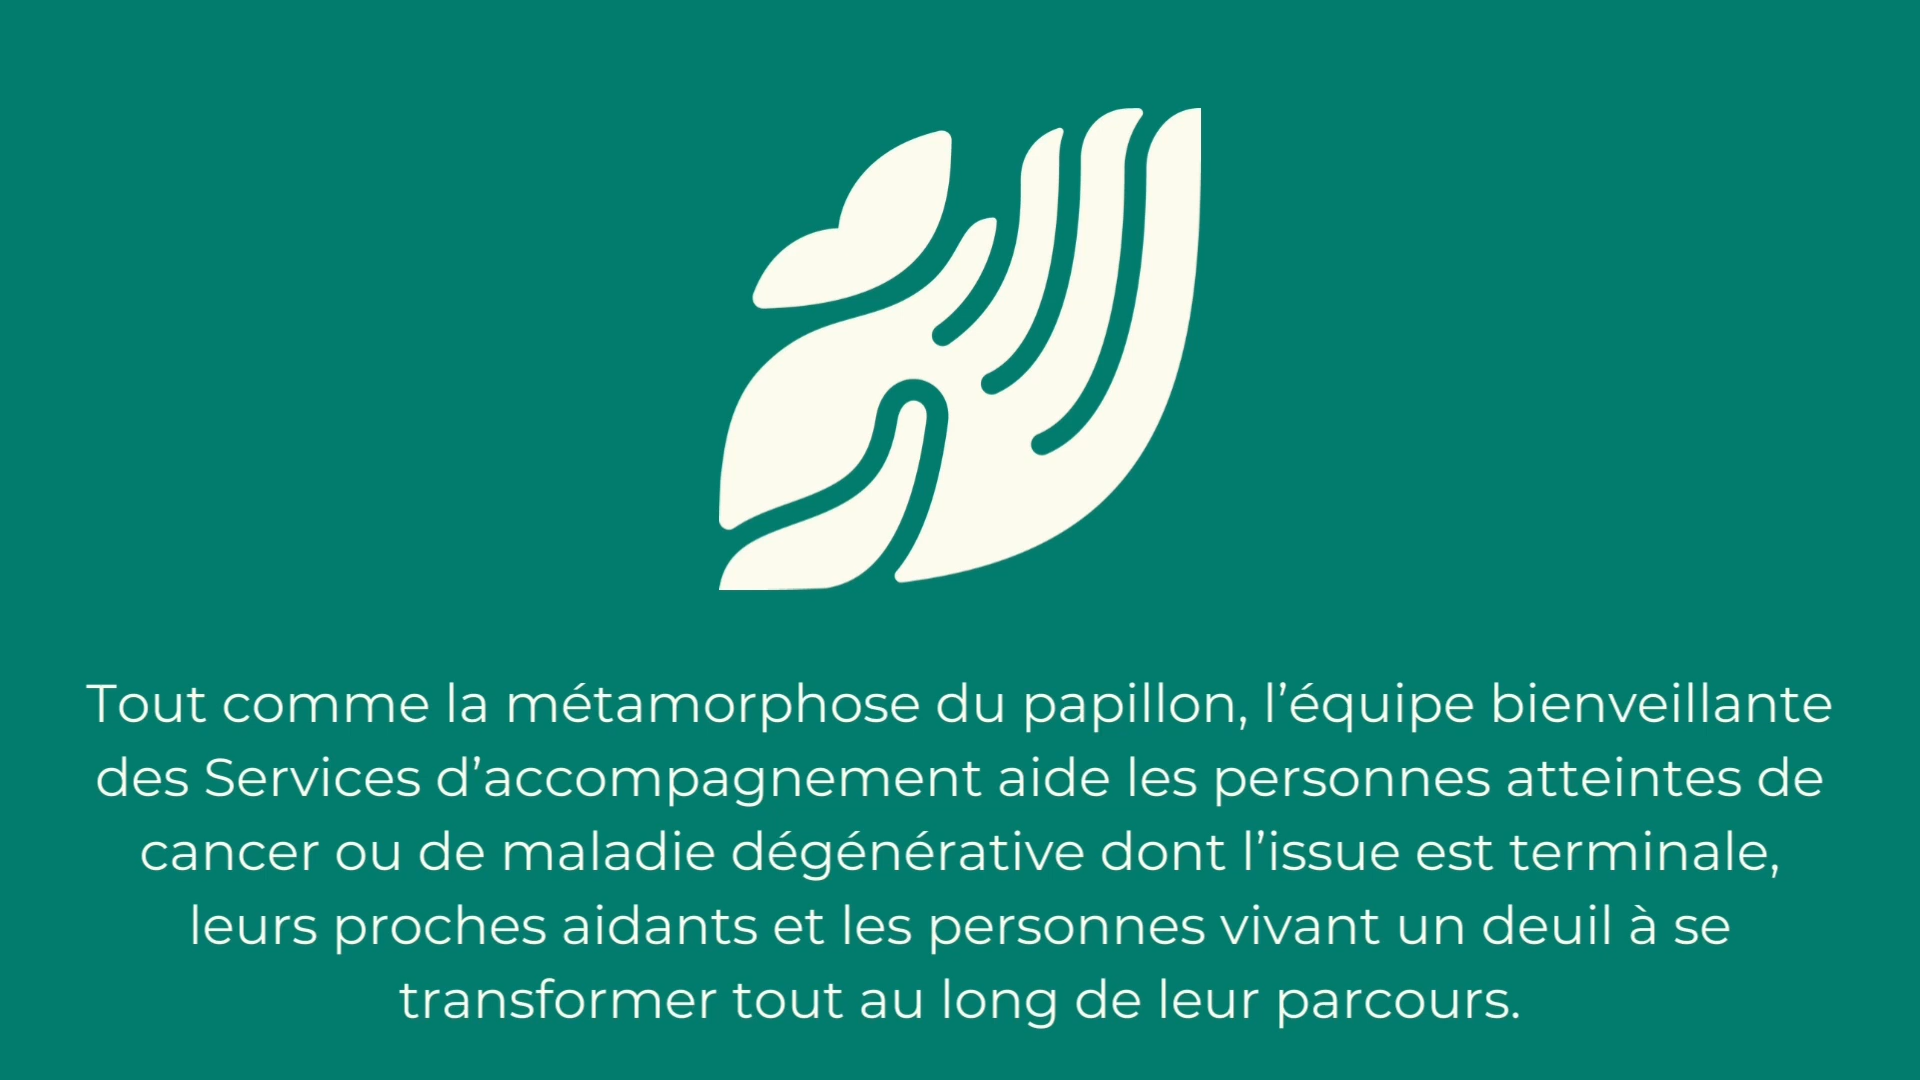 Tout comme la métamorphose du papillon, l’équipe bienveillante
des Services d’accompagnement aide les personnes atteintes de
cancer ou de maladie dégénérative dont l’issue est terminale,
leurs proches aidants et les personnes vivant un deuil à se
transformer tout au long de leur parcours.